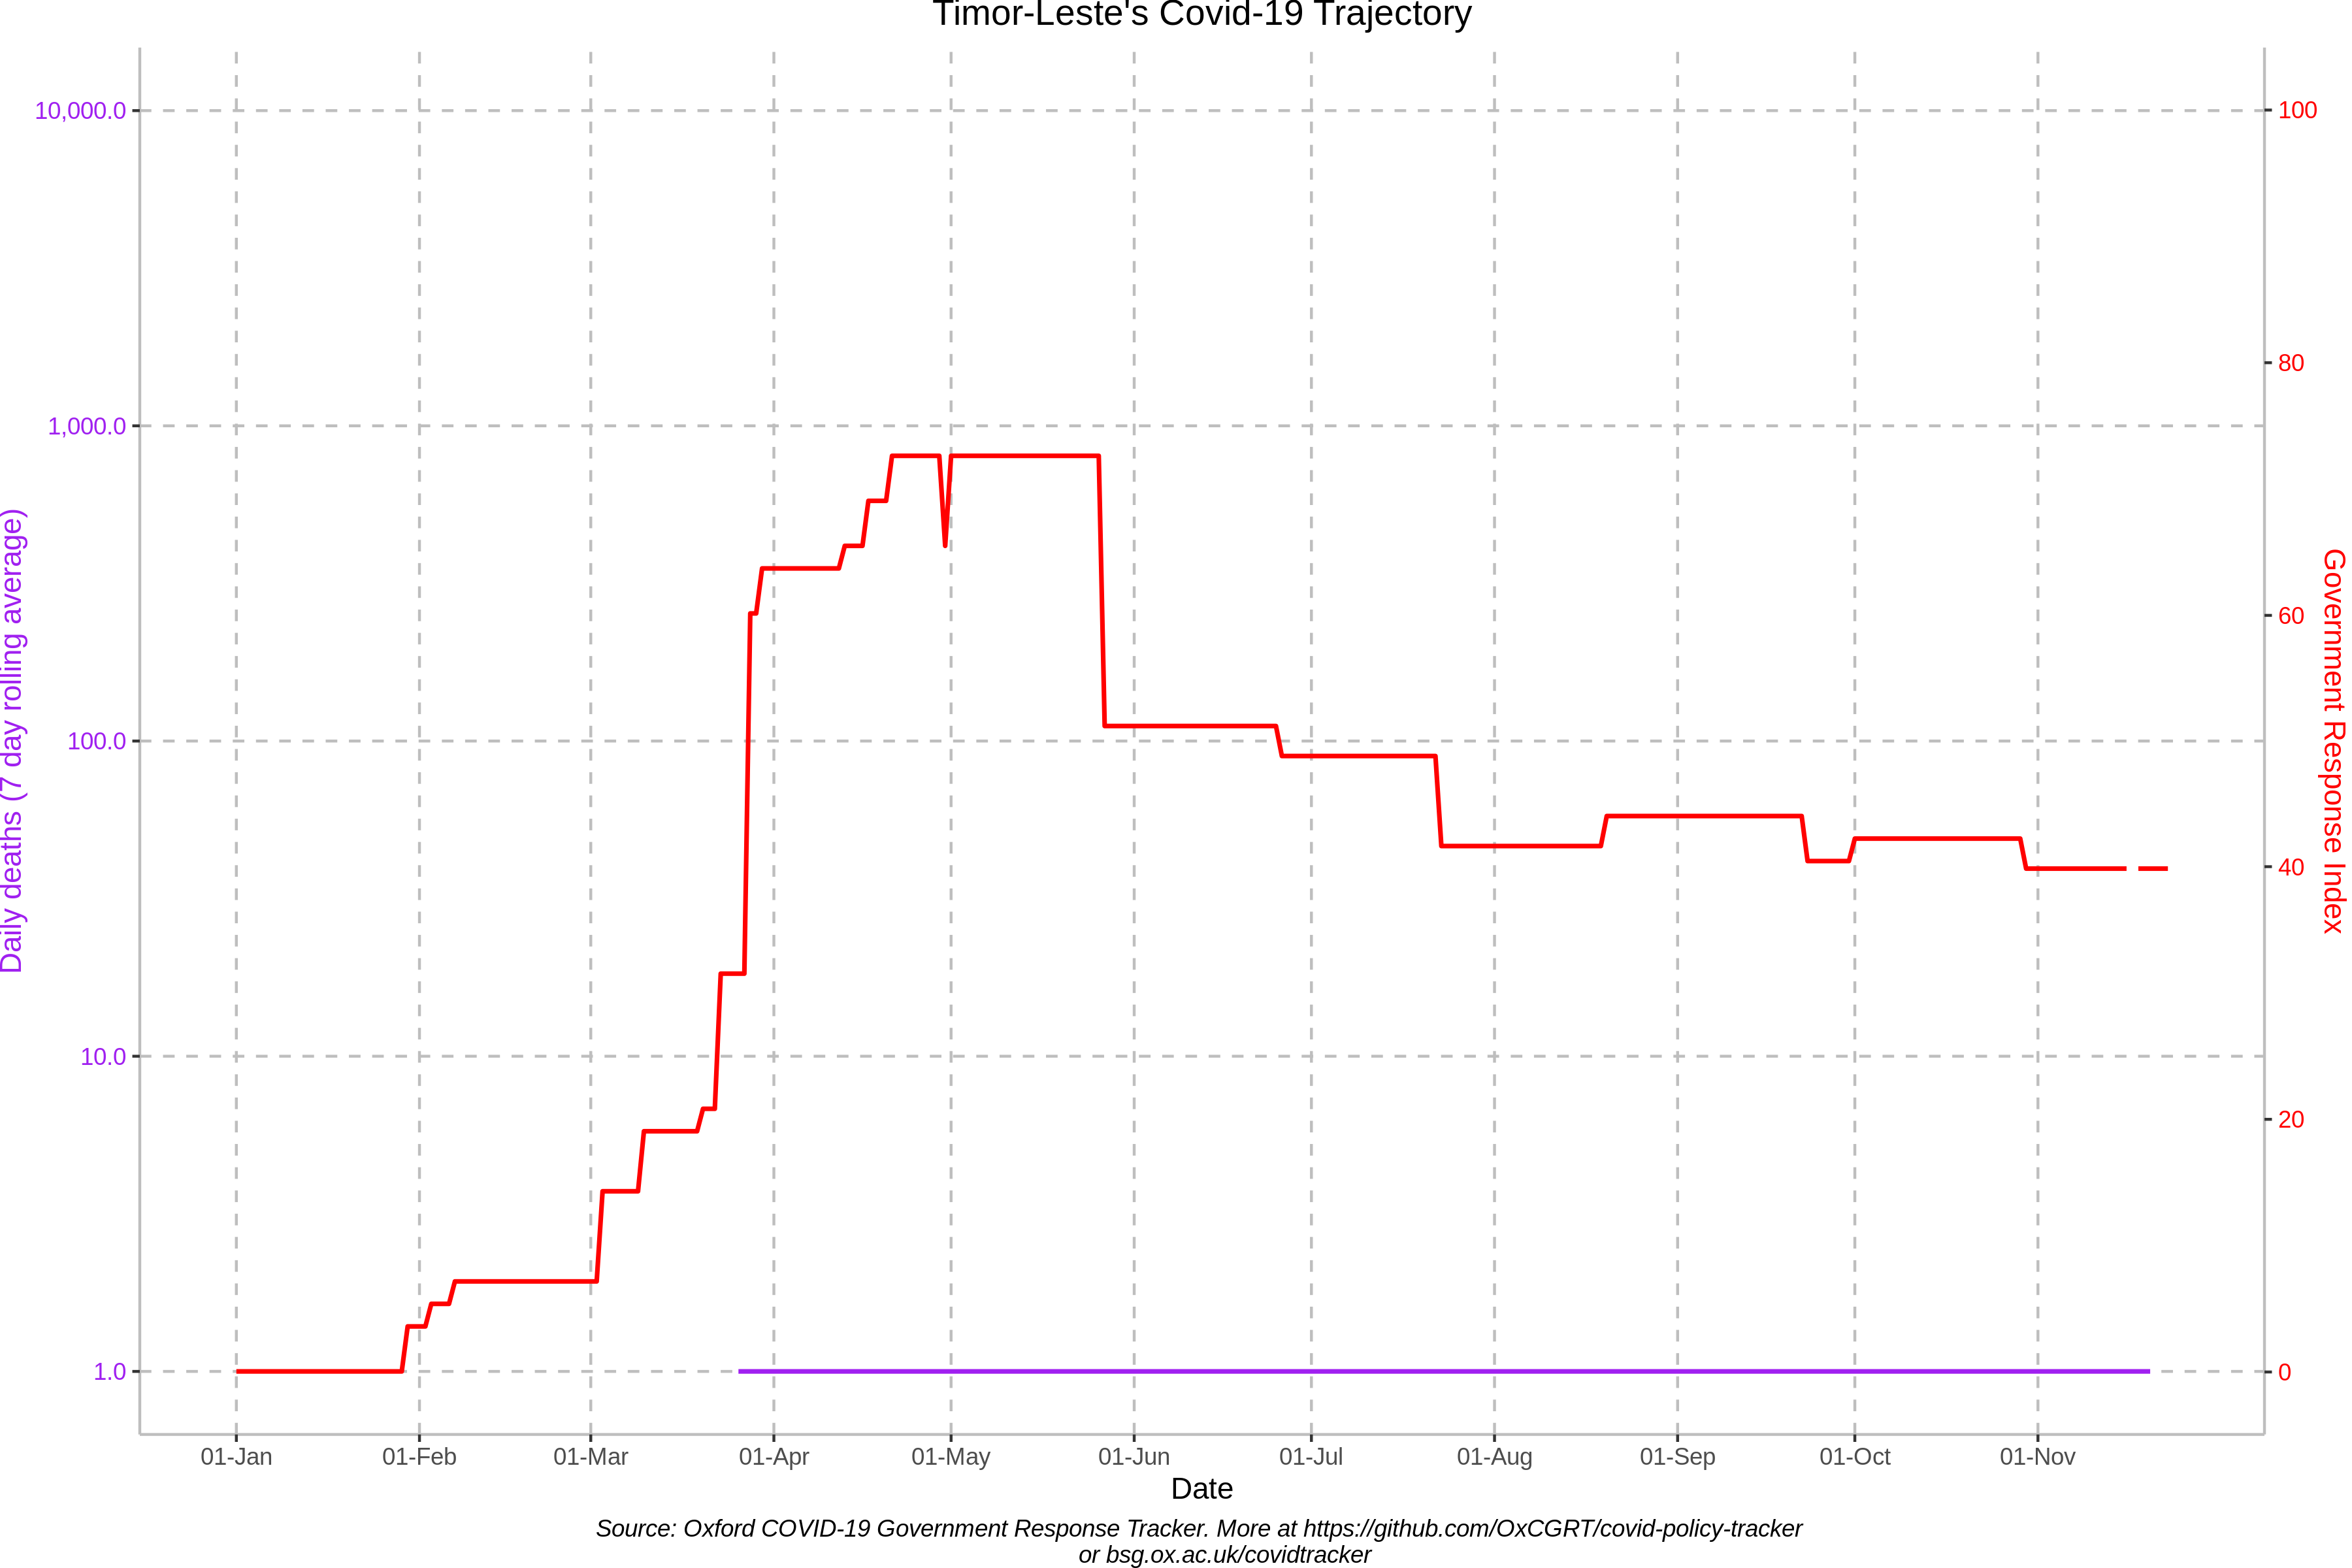 Timor-Leste's Covid-19 Trajectory
Daily deaths (7 day rolling average)
10,000.0
1,000.0
100.0
10.0
1.0
100
80
60
40
20
0
Government Response Index
01-Jan
01-Feb
01-Mar
01-Apr
01-May
01-Jun
01-Jul
01-Aug
01-Sep
01-Oct
01-Nov
Date
Source: Oxford COVID-19 Government Response Tracker. More at https://github.com/OxCGRT/covid-policy-tracker
or bsg.ox.ac.uk/covidtracker